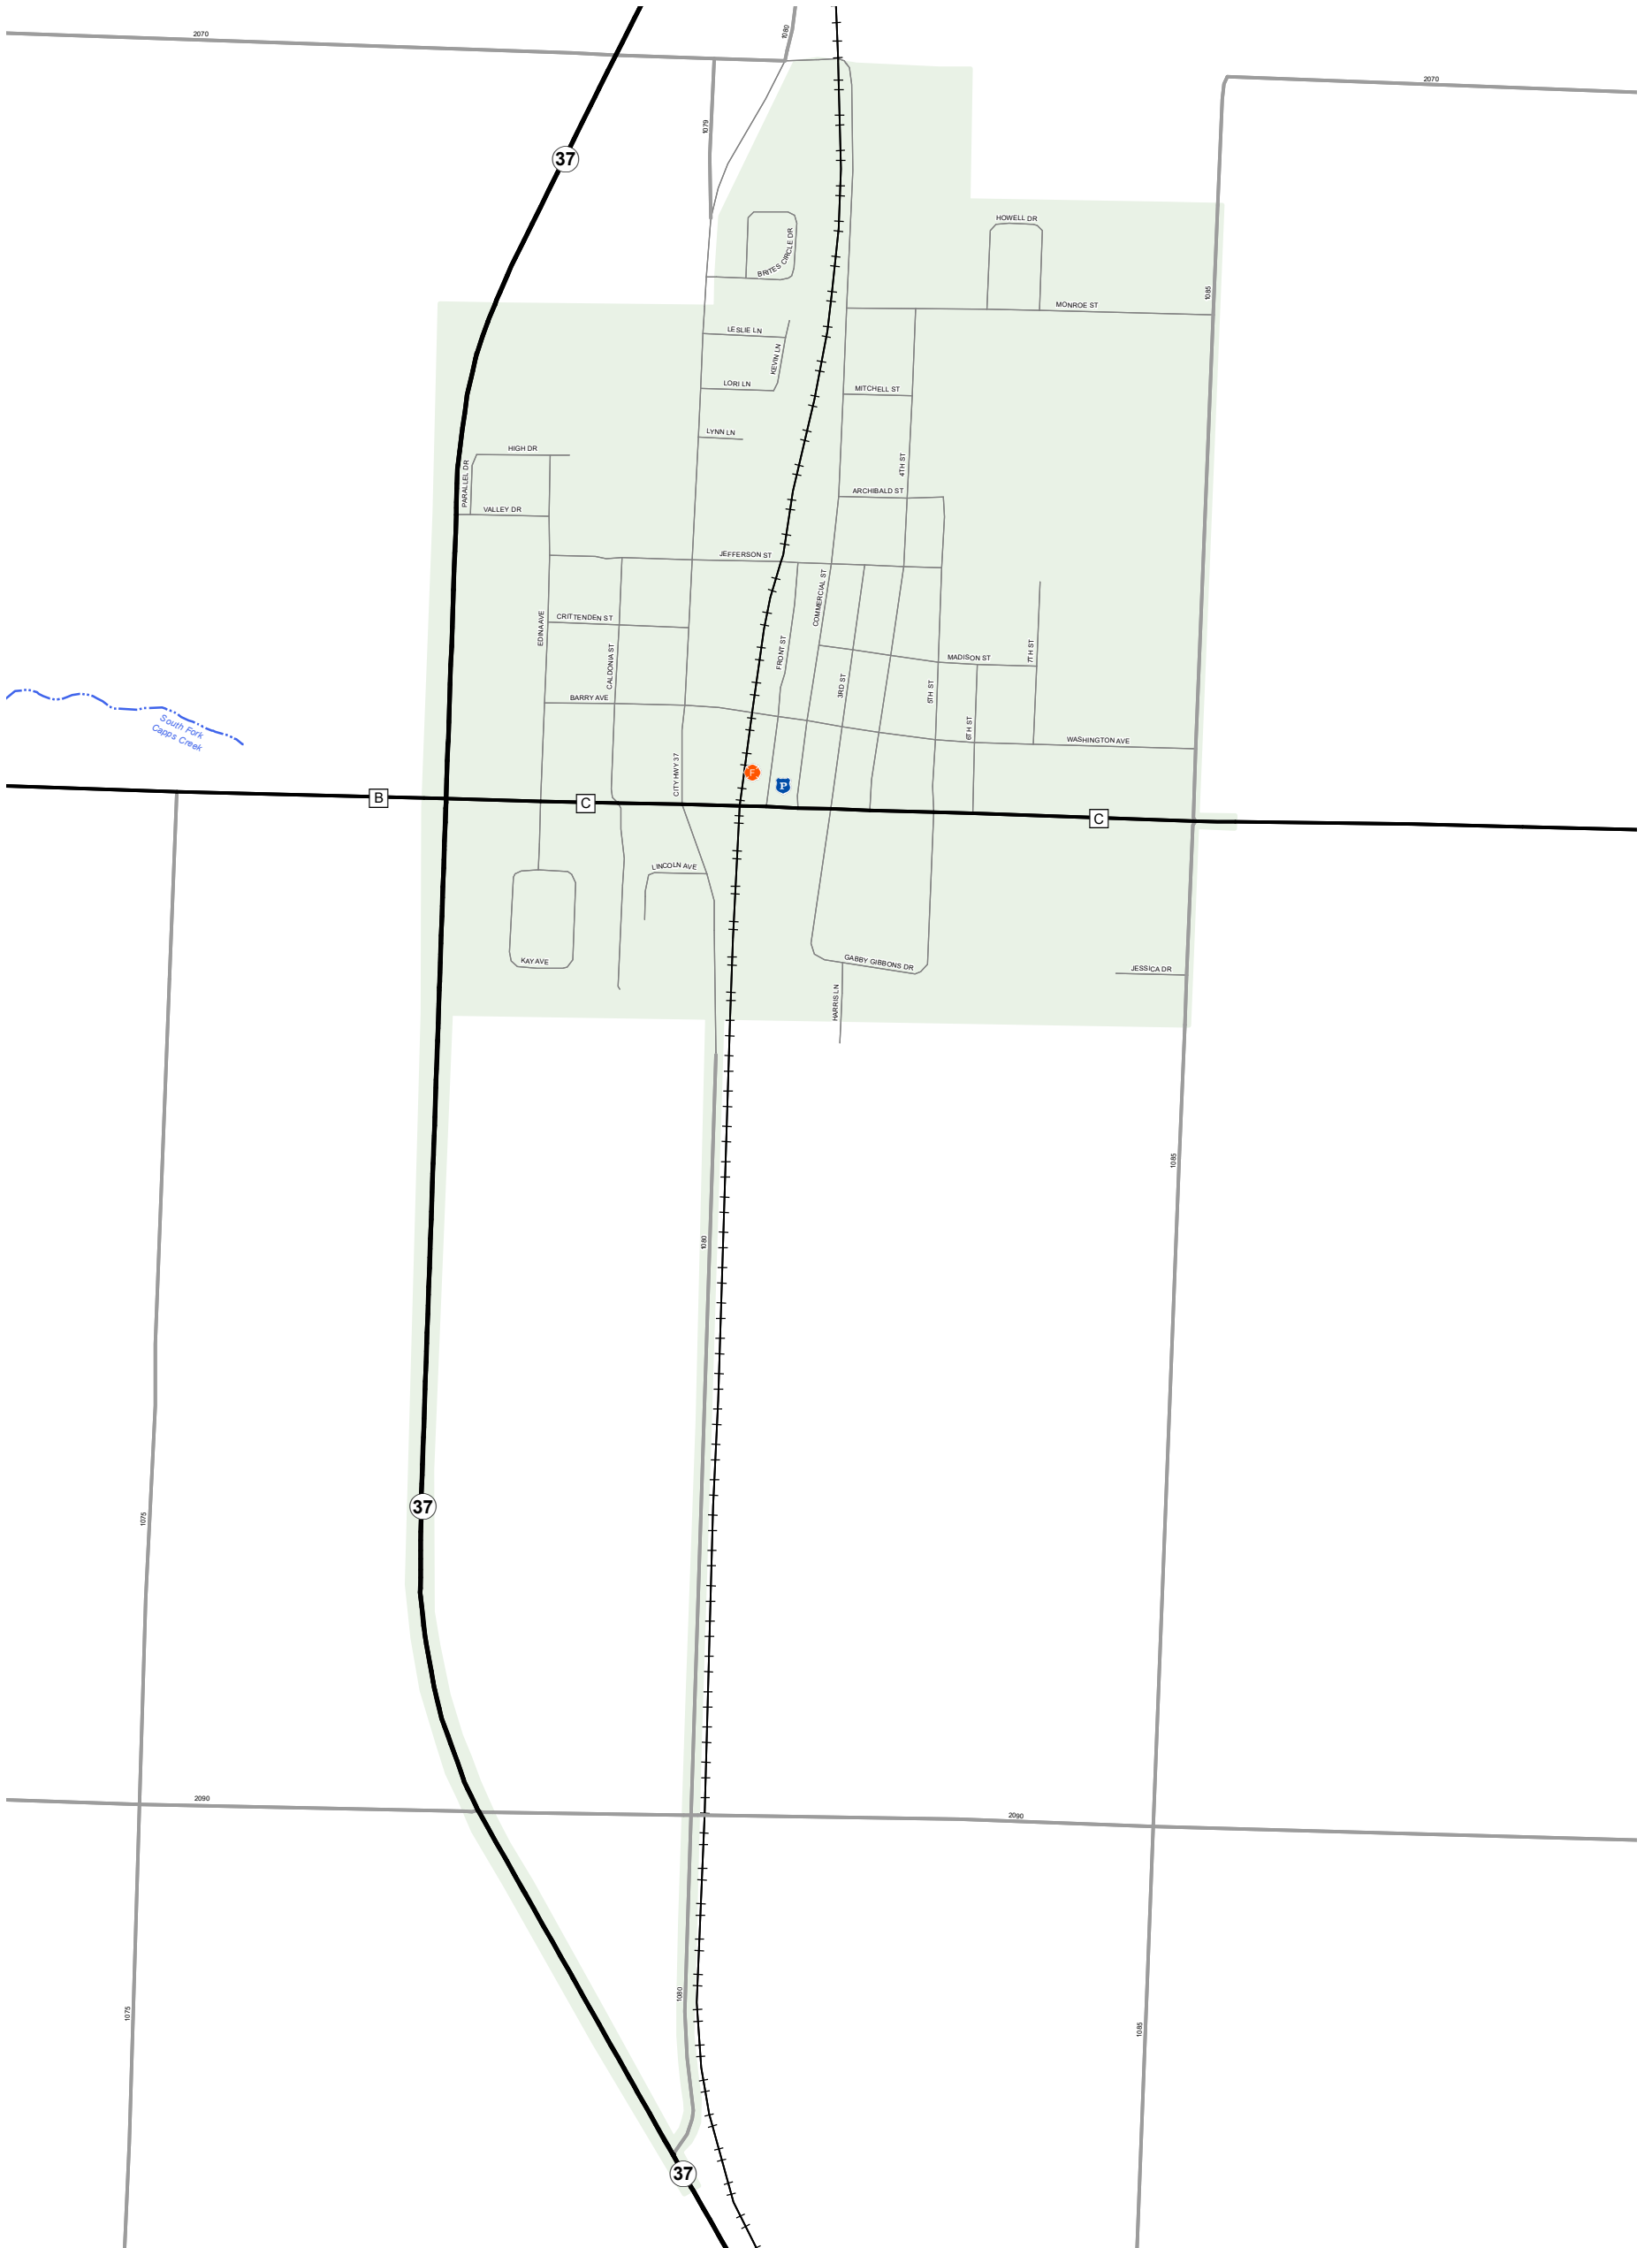 2070
1080
2070
1079
37
HOWELL DR
BRITES CIRCLE DR
1085
MONROE ST
LESLIE LN
KEVIN LN
LORI LN
MITCHELL ST
LYNN LN
HIGH DR
4TH ST
PARALLEL DR
ARCHIBALD ST
VALLEY DR
JEFFERSON ST
COMMERCIAL ST
CRITTENDEN ST
EDINA AVE
FRONT ST
7TH ST
CALDONIA ST
MADISON ST
3RD ST
5TH ST
BARRY AVE
South Fork
Capps Creek
6TH ST
WASHINGTON AVE
CITY HWY 37
F
P
B
C
C
LINCOLN AVE
KAY AVE
GABBY GIBBONS DR
JESSICA DR
HARRIS LN
1085
1080
37
1075
2090
2090
1080
1075
1085
37